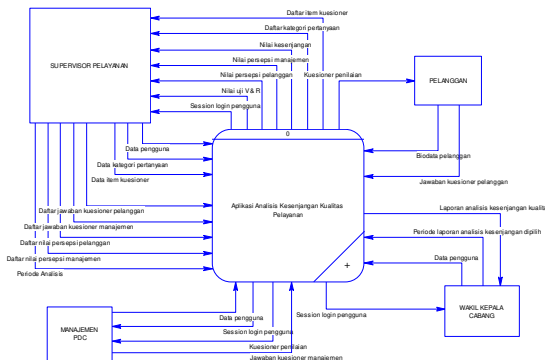 Daftar item kuesioner
Daftar kategori pertanyaan
Nilai kesenjangan
Nilai persepsi manajemen
Nilai persepsi pelanggan
Kuesioner penilaian
Nilai uji V & R
Session login pengguna
SUPERVISOR PELAYANAN
PELANGGAN
0
Data pengguna
Data kategori pertanyaan
Data item kuesioner
Biodata pelanggan
Jawaban kuesioner pelanggan
Aplikasi Analisis Kesenjangan Kualitas
Pelayanan
Daftar jawaban kuesioner pelanggan
Daftar jawaban kuesioner manajemen
Daftar nilai persepsi pelanggan
Daftar nilai persepsi manajemen
Periode Analisis
Laporan analisis kesenjangan kualit
Periode laporan analisis kesenjangan dipilih
Data pengguna
+
WAKIL KEPALA
CABANG
Session login pengguna
MANAJEMEN
PDC
Data pengguna
Session login pengguna
Kuesioner penilaian
Jawaban kuesioner manajemen